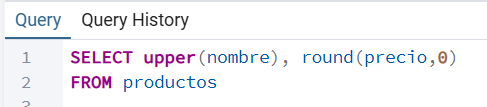 Query Query History
1 SELECT upper(nombre), round(precio,0)
2 FROM productos